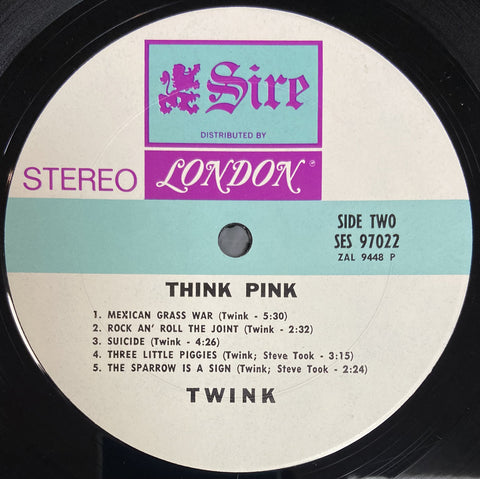 Sire
DISTRIBUTED BY
STEREO LONDON ®
SIDE TWO
SES 97022
ZAL 9448 P
THINK PINK
1. MEXICAN GRASS WAR (Twink - 5:30)
2. ROCK AN' ROLL THE JOINT (Twink - 2:32)
3. SUICIDE (Twink - 4:26)
4. THREE LITTLE PIGGIES (Twink; Steve Took - 3:15)
5. THE SPARROW IS A SIGN (Twink; Steve Took - 2:24)
TWINK